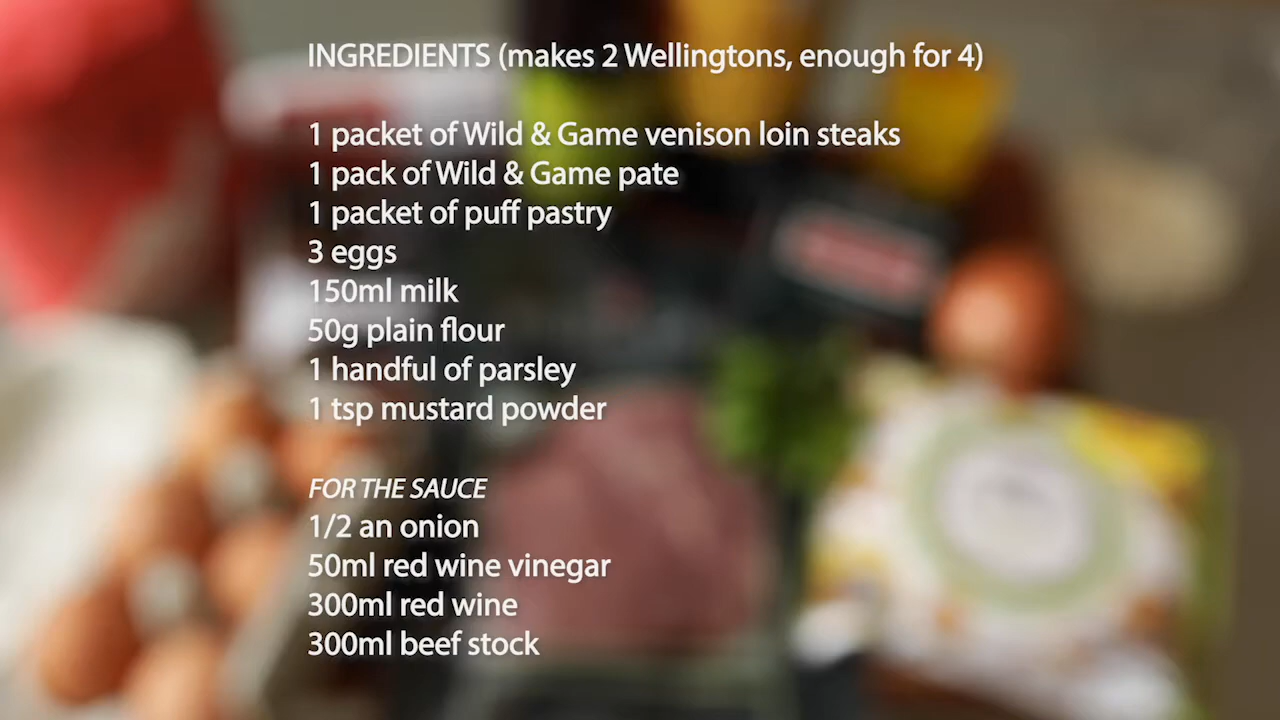 INGREDIENTS (makes 2 Wellingtons, enough for 4)
1 packet of Wild & Game venison loin steaks
1 pack of Wild & Game pate
1 packet of puff pastry
3 eggs
150ml milk
50g plain flour
1 handful of parsley
1 tsp mustard powder
FOR THE SAUCE
1/2 an onion
50ml red wine vinegar
300ml red wine
300ml beef stock